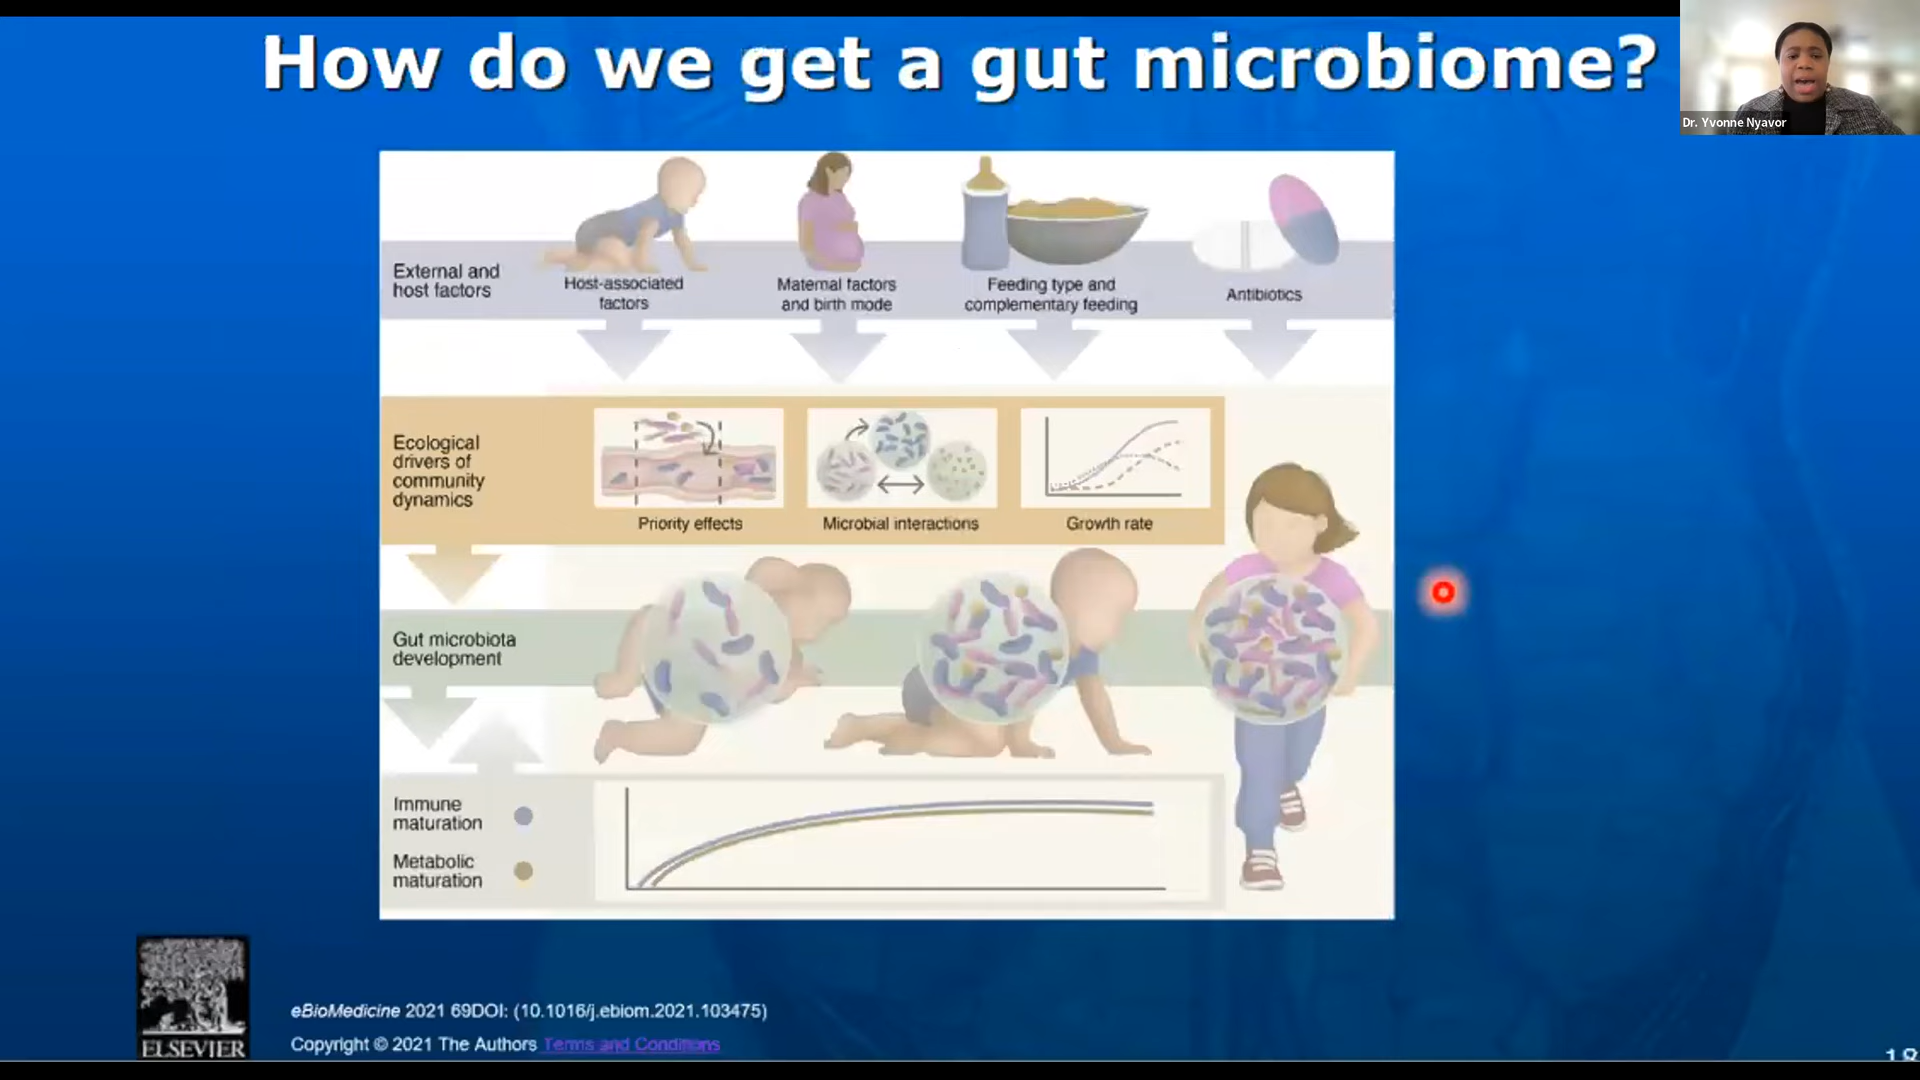 How do we get a gut microbiome?
Dr. Yvonne Nyavor
External and
host factors
Host-associated
factors
Maternal factors
and birth mode
Feeding type and
complementary feeding
Antibiotics
Ecological
drivers of
community
dynamics
Priority effects
Microbial interactions
Growth rate
Gut microbiota
development
Immune
maturation
Metabolic
maturation
ELSEVIER
eBioMedicine 2021 69DOI: (10.1016/j.ebiom.2021.103475)
Copyright © 2021 The Authors Terms and Conditions